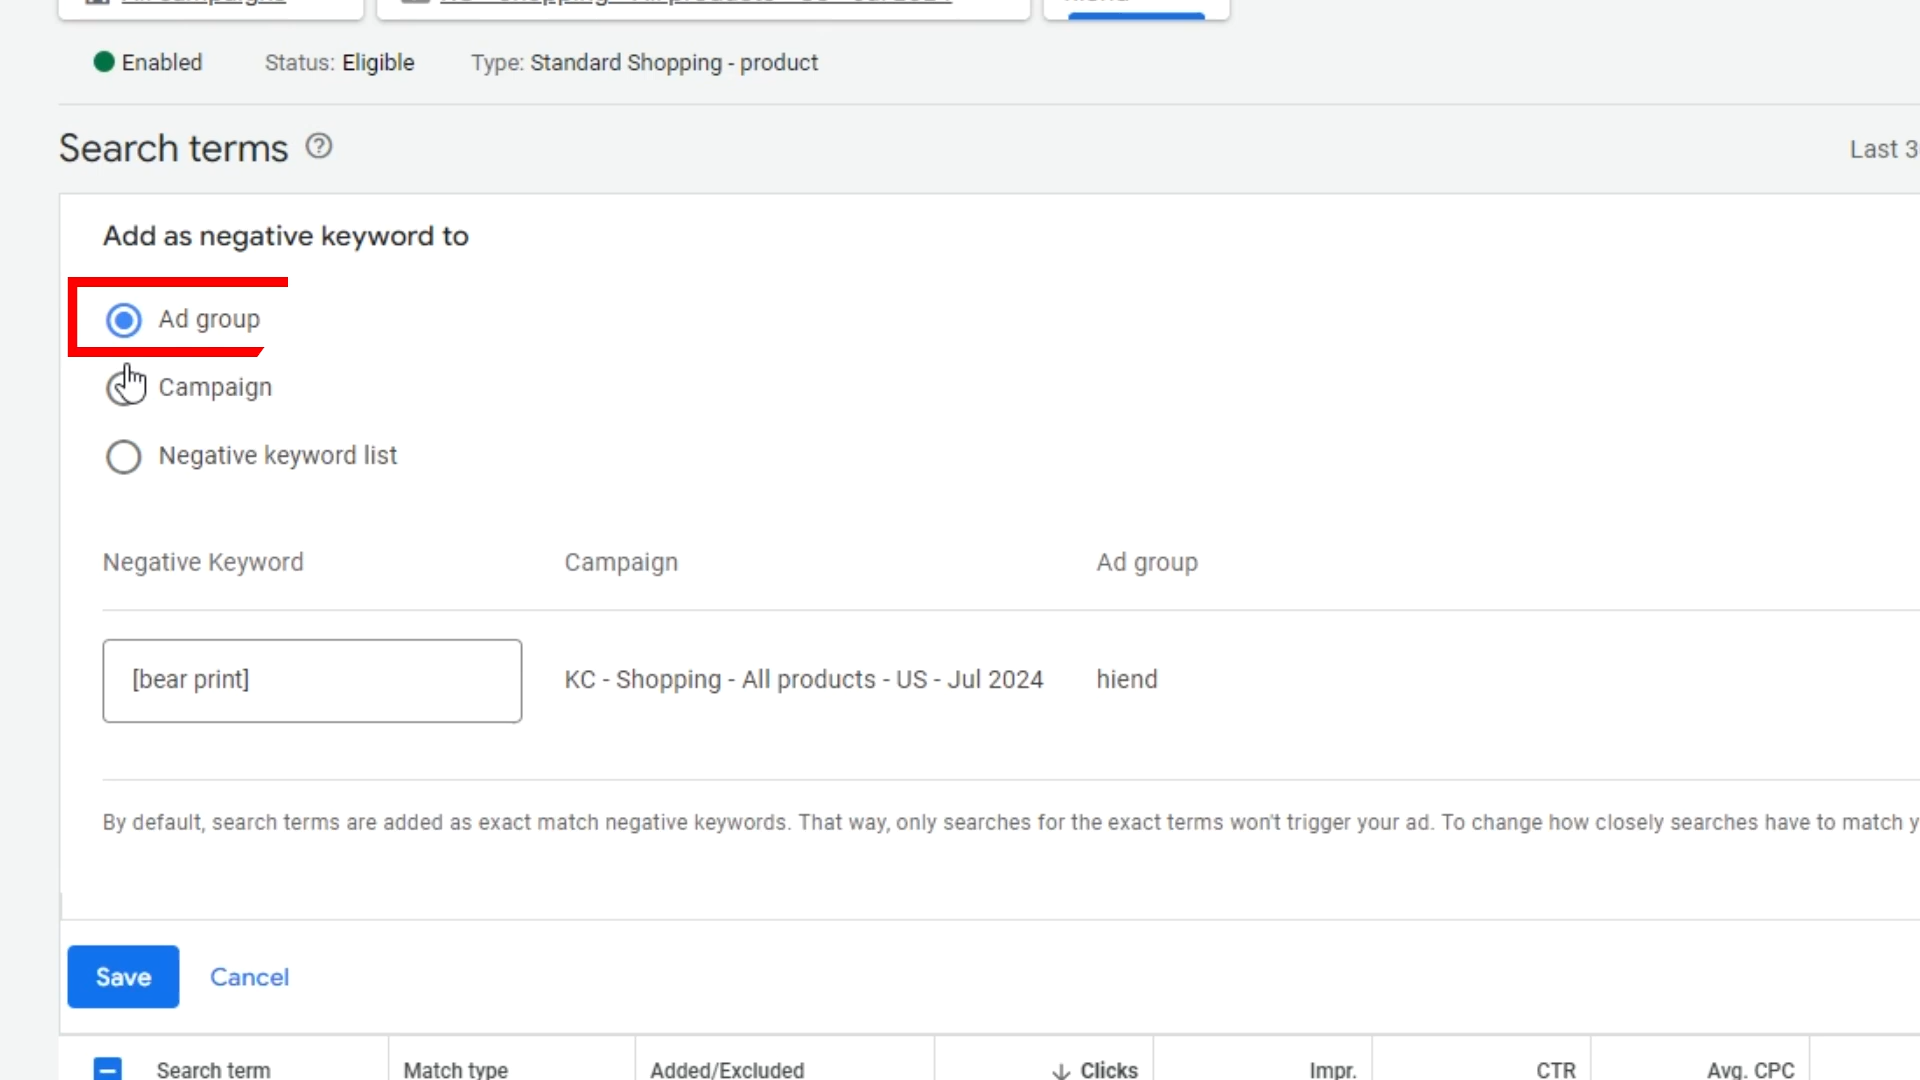 Enabled
Status: Eligible
Type: Standard Shopping - product
Search terms
Last 3
Add as negative keyword to
Ad group
Campaign
Negative keyword list
Negative Keyword
Campaign
Ad group
[bear print]
KC - Shopping - All products - US - Jul 2024
hiend
By default, search terms are added as exact match negative keywords. That way, only searches for the exact terms won't trigger your ad. To change how closely searches have to match y
Save
Cancel
Search term
Match type
Added/Excluded
Clicks
Impr.
CTR
Avg. CPC